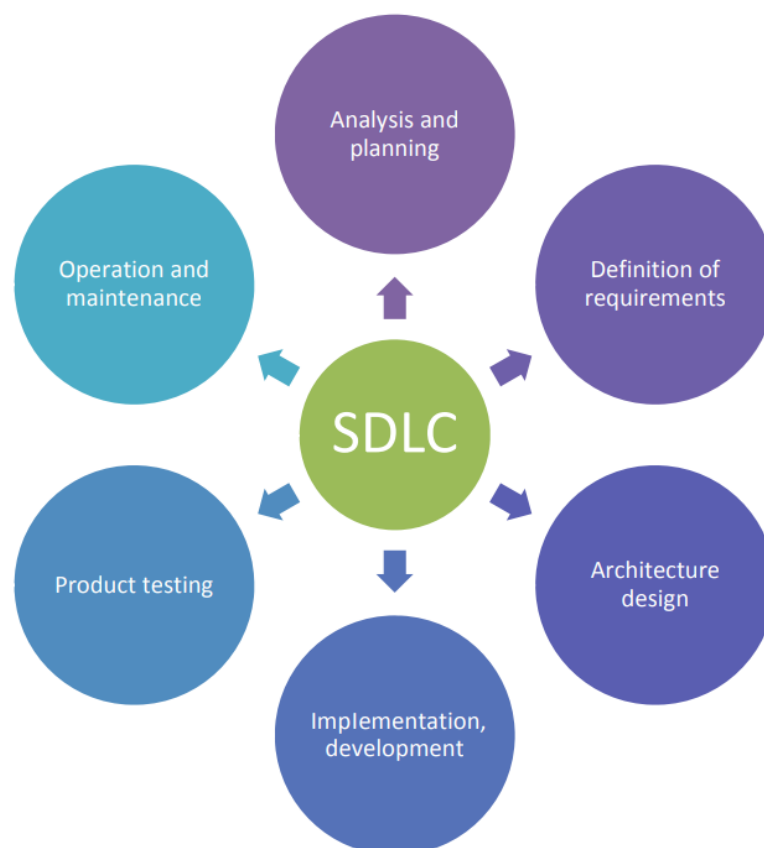 Analysis and
planning
Definition of
requirements
Architecture
design
Implementation,
development
Product testing
Operation and
maintenance
SDLC